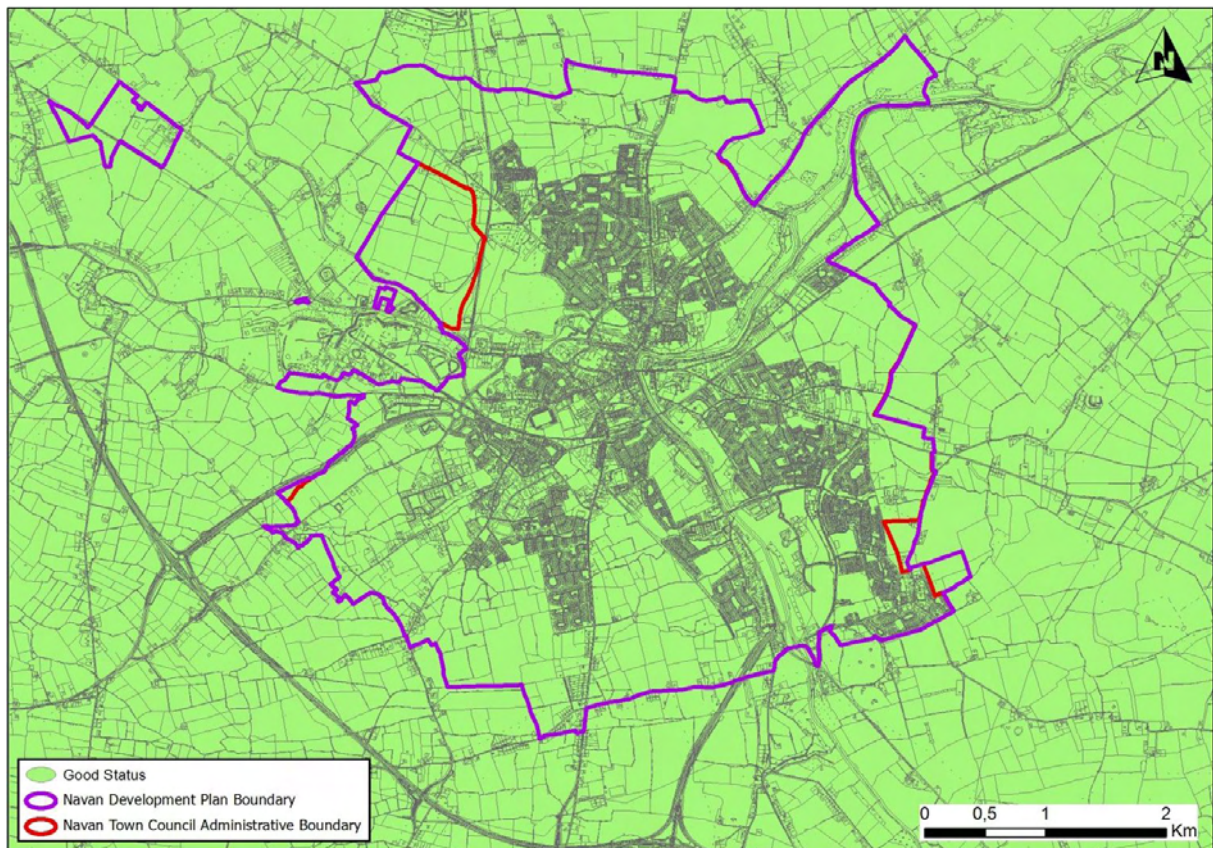 N
Good Status
Navan Development Plan Boundary
Navan Town Council Administrative Boundary
0 0,5 1 2
Km